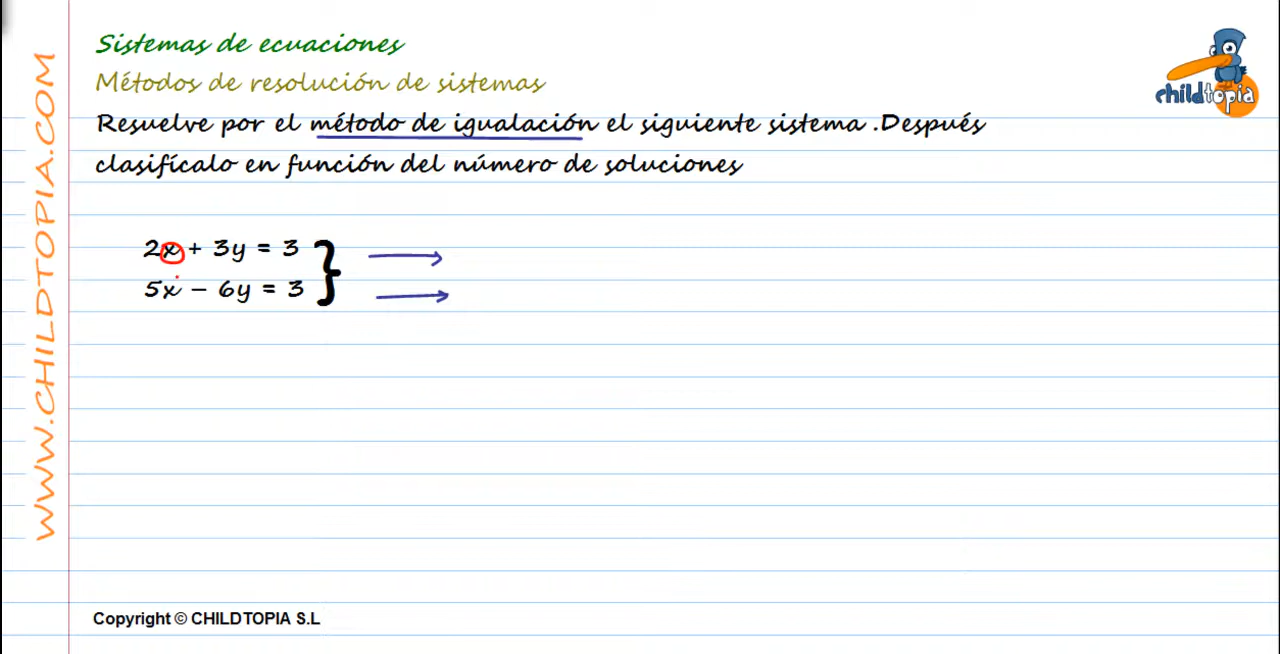 Sistemas de ecuaciones
Métodos de resolución de sistemas
Resuelve por el método de igualación el siguiente sistema .Después
clasifícalo en función del número de soluciones
2x + 3y = 3
5x - 6y = 3
Copyright © CHILDTOPIA S.L
WWW.CHILDTOPIA.COM
childtopia